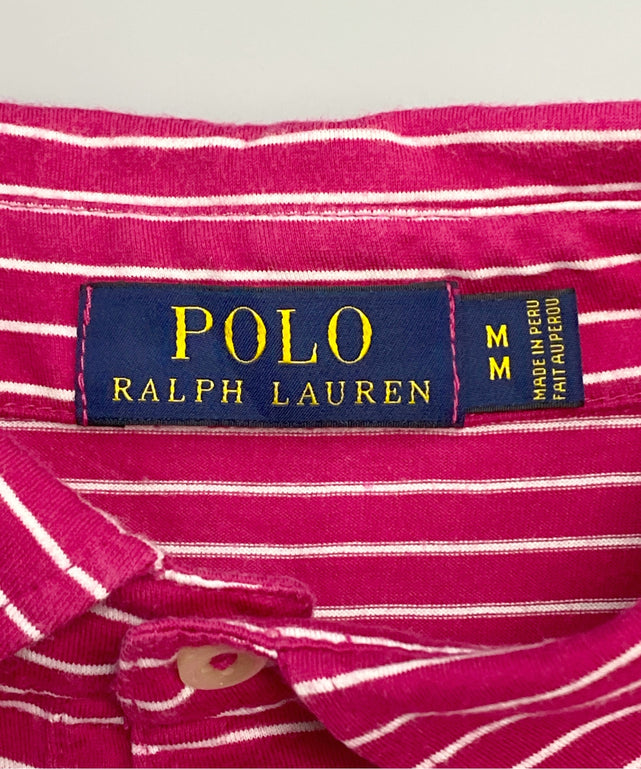 POLO
RALPH LAUREN
M
M
MADE IN PERU
FAIT AU PEROU